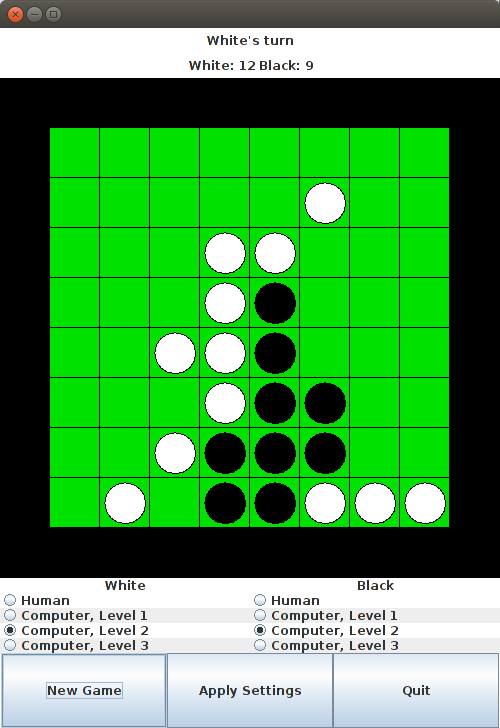 White's turn
White: 12 Black: 9
White Black
Human Human
Computer, Level 1 Computer, Level 1
Computer, Level 2 Computer, Level 2
Computer, Level 3 Computer, Level 3
New Game Apply Settings Quit